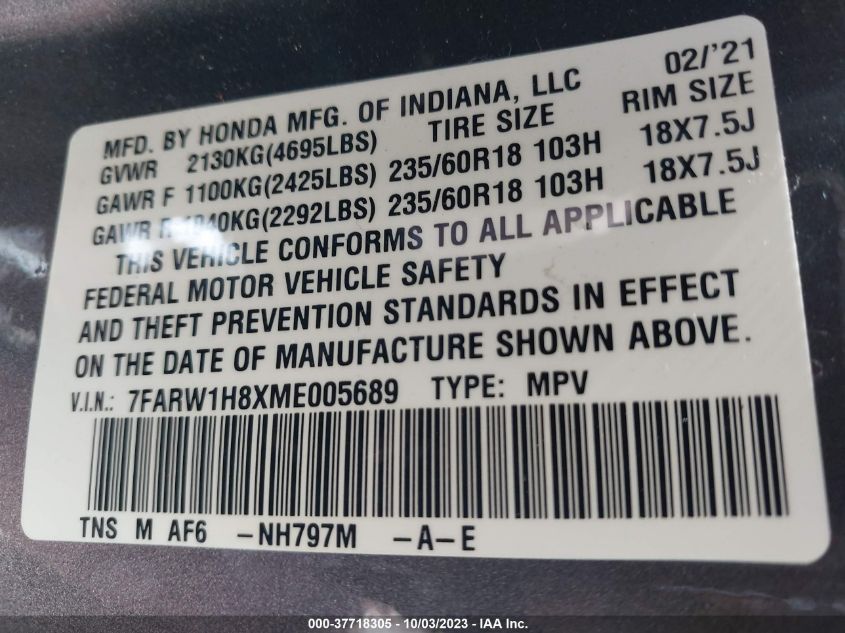 02/'21
MFD. BY HONDA MFG. OF INDIANA, LLC
GVWR 2130KG(4695LBS) TIRE SIZE RIM SIZE
GAWR F 1100KG(2425LBS) 235/60R18 103H 18X7.5J
GAWR R 1040KG(2292LBS) 235/60R18 103H 18X7.5J
THIS VEHICLE CONFORMS TO ALL APPLICABLE
FEDERAL MOTOR VEHICLE SAFETY
AND THEFT PREVENTION STANDARDS IN EFFECT
ON THE DATE OF MANUFACTURE SHOWN ABOVE.
V.I.N.: 7FARW1H8XME005689 TYPE: MPV
TNS M AF6 -NH797M -A-E
000-37718305 - 10/03/2023 - IAA Inc.